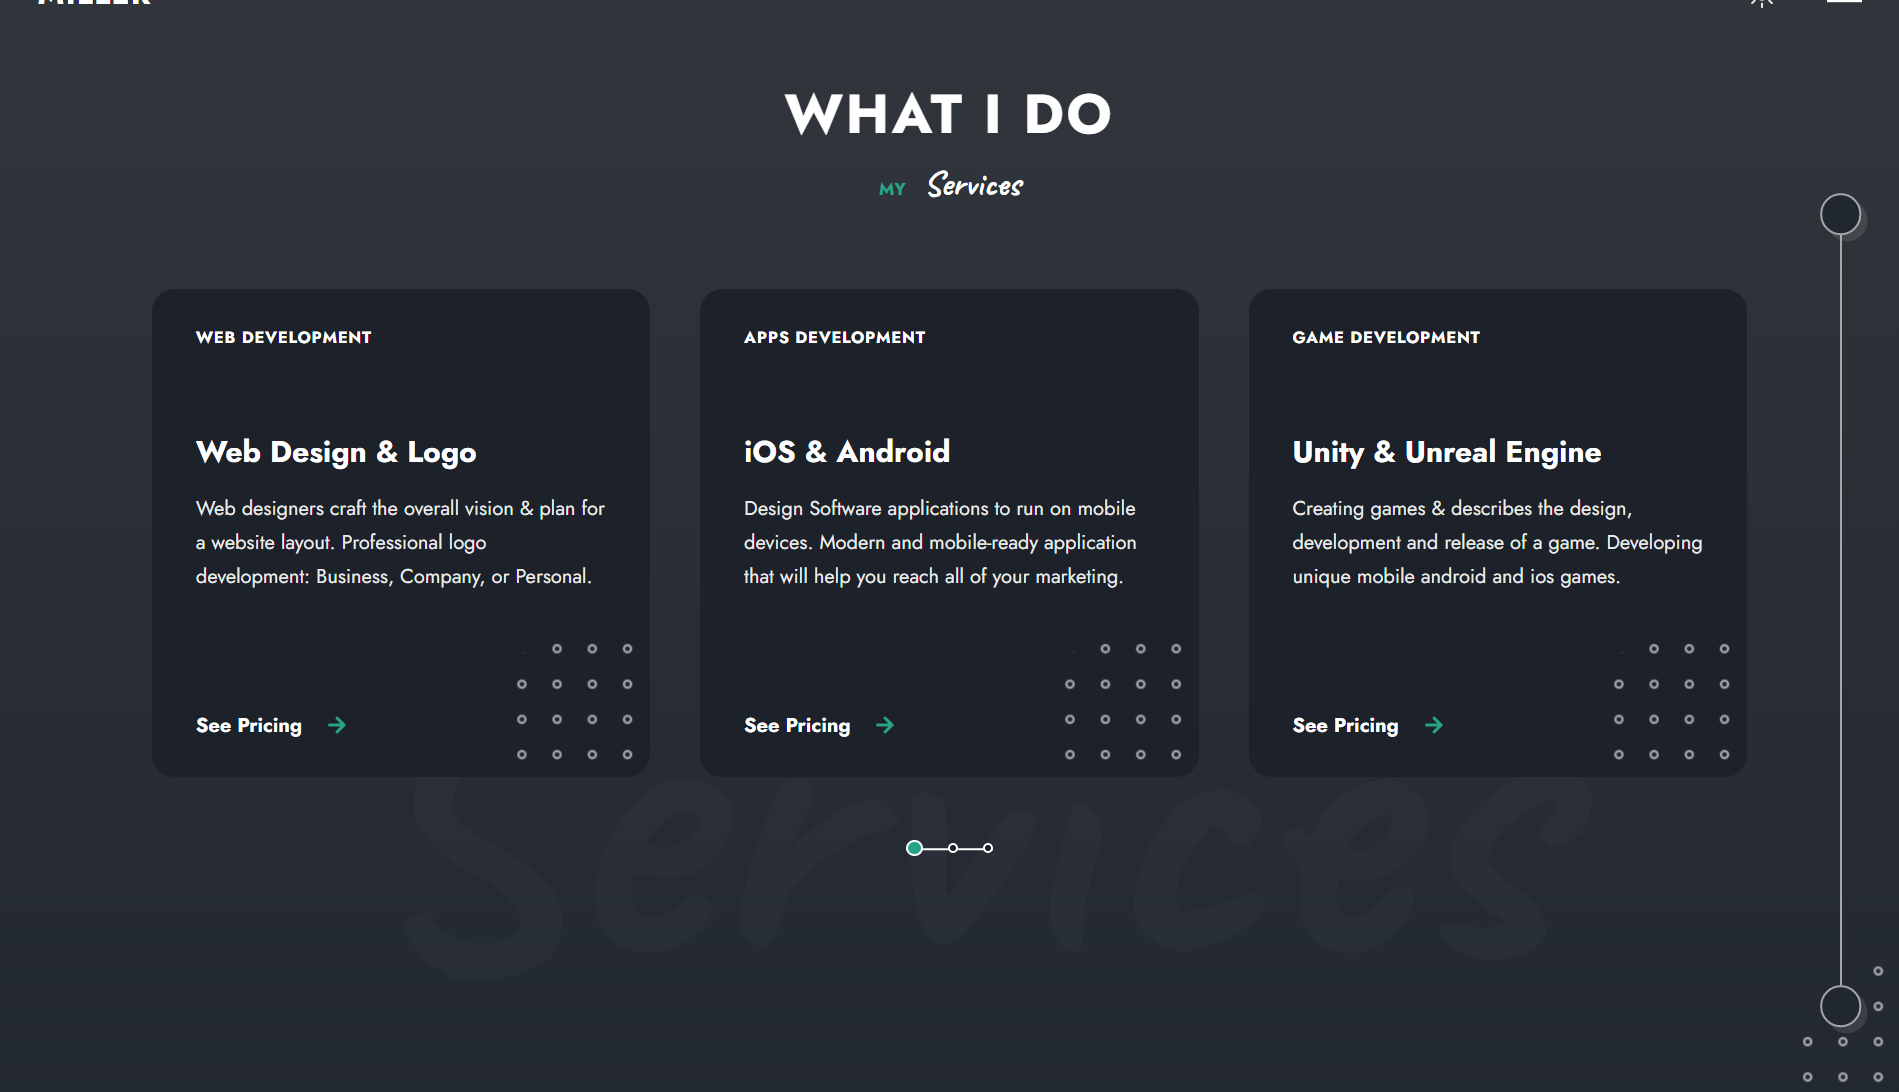 WHAT I DO
MY Services
WEB DEVELOPMENT
Web Design & Logo
Web designers craft the overall vision & plan for
a website layout. Professional logo
development: Business, Company, or Personal.
See Pricing
APPS DEVELOPMENT
iOS & Android
Design Software applications to run on mobile
devices. Modern and mobile-ready application
that will help you reach all of your marketing.
See Pricing
GAME DEVELOPMENT
Unity & Unreal Engine
Creating games & describes the design,
development and release of a game. Developing
unique mobile android and ios games.
See Pricing
Services